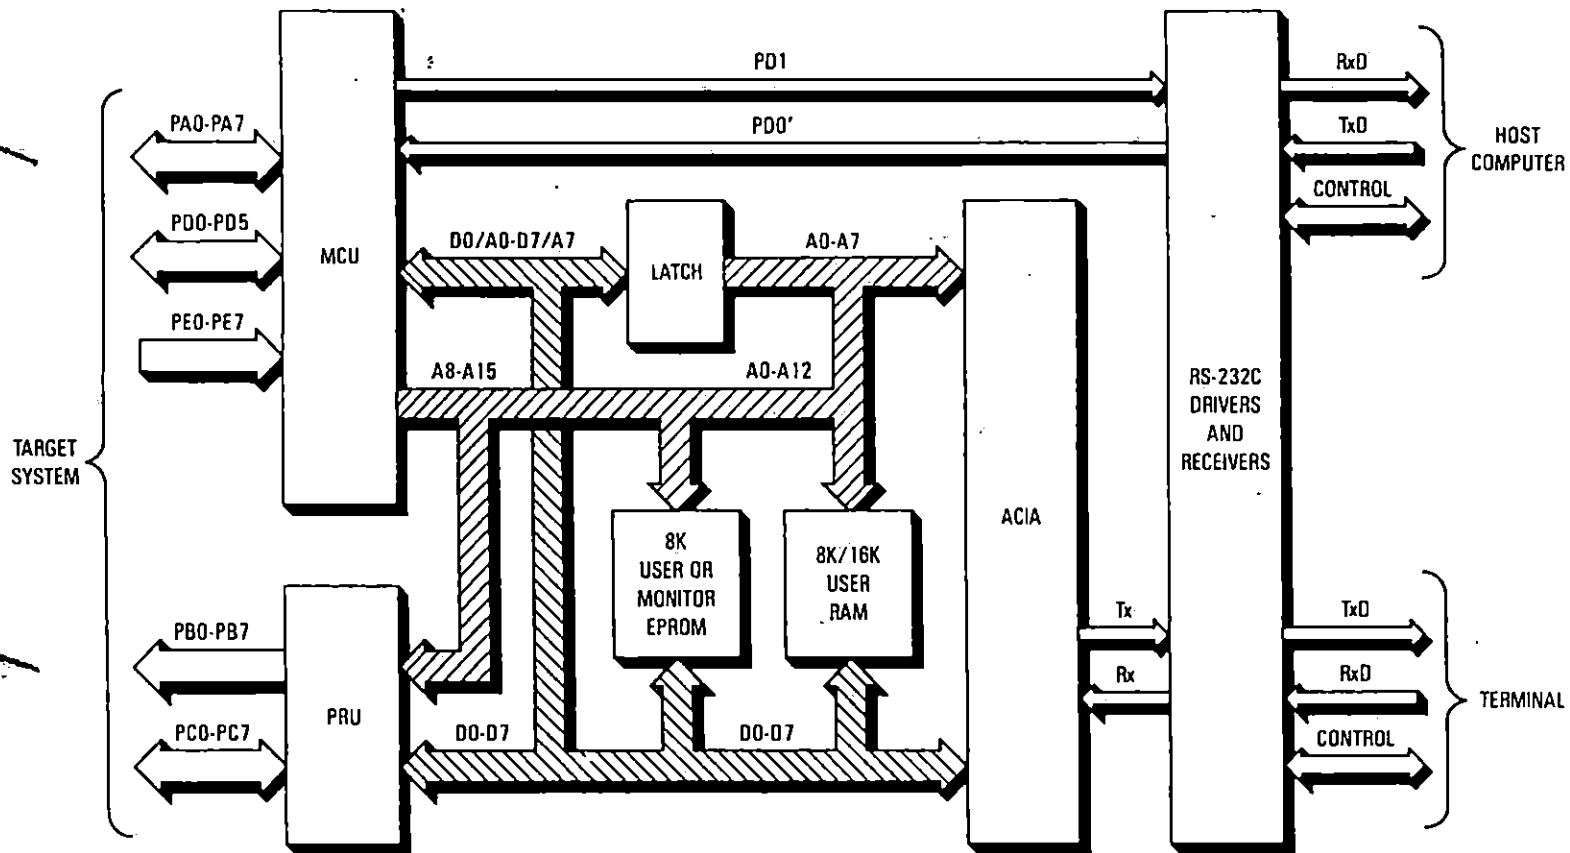 PD1
RxD
PA0-PA7
PD0'
TxD
HOST
COMPUTER
CONTROL
PD0-PD5
MCU
D0/A0-D7/A7
LATCH
A0-A7
PE0-PE7
A8-A15
A0-A12
RS-232C
DRIVERS
AND
RECEIVERS
TARGET
SYSTEM
ACIA
8K
USER OR
MONITOR
EPROM
8K/16K
USER
RAM
PB0-PB7
Tx
TxD
Rx
RxD
TERMINAL
PRU
PC0-PC7
D0-D7
D0-D7
CONTROL